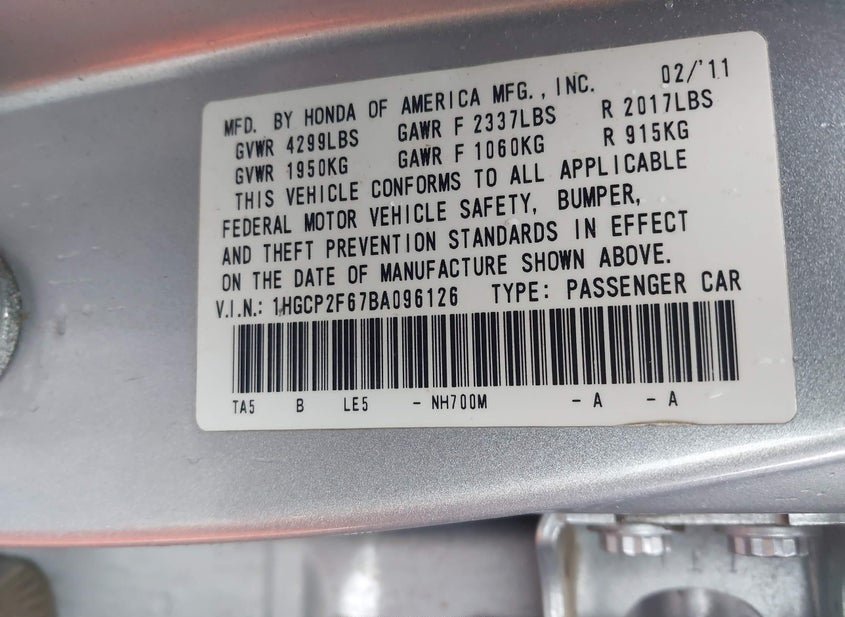 MFD. BY HONDA OF AMERICA MFG., INC. 02/'11
GVWR 4299LBS GAWR F 2337LBS R 2017LBS
GVWR 1950KG GAWR F 1060KG R 915KG
THIS VEHICLE CONFORMS TO ALL APPLICABLE
FEDERAL MOTOR VEHICLE SAFETY, BUMPER,
AND THEFT PREVENTION STANDARDS IN EFFECT
ON THE DATE OF MANUFACTURE SHOWN ABOVE.
V.I.N.: 1HGCP2F67BA096126 TYPE: PASSENGER CAR
TA5 B LE5 - NH700M - A - A